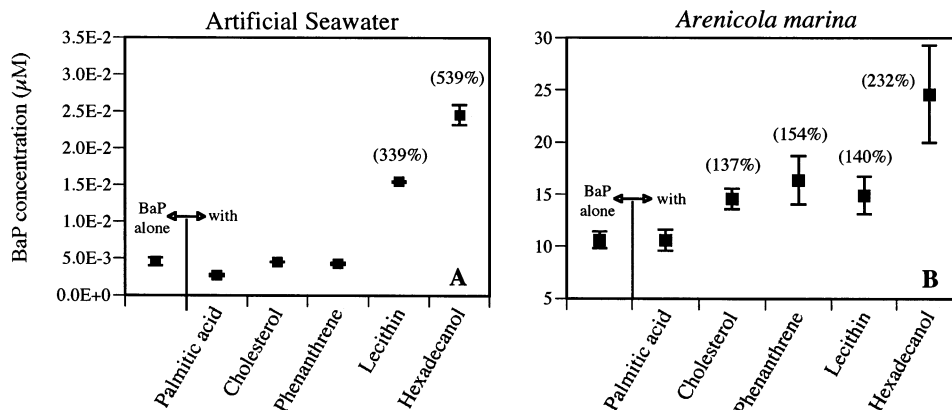 Artificial Seawater
BaP concentration (µM)
3.5E-2
3.0E-2
2.5E-2
2.0E-2
1.5E-2
1.0E-2
5.0E-3
0.0E+0
(539%)
(339%)
BaP
alone
with
A
Palmitic acid
Cholesterol
Phenanthrene
Lecithin
Hexadecanol
Arenicola marina
30
25
20
15
10
5
(232%)
(154%)
(137%)
(140%)
BaP
alone
with
B
Palmitic acid
Cholesterol
Phenanthrene
Lecithin
Hexadecanol